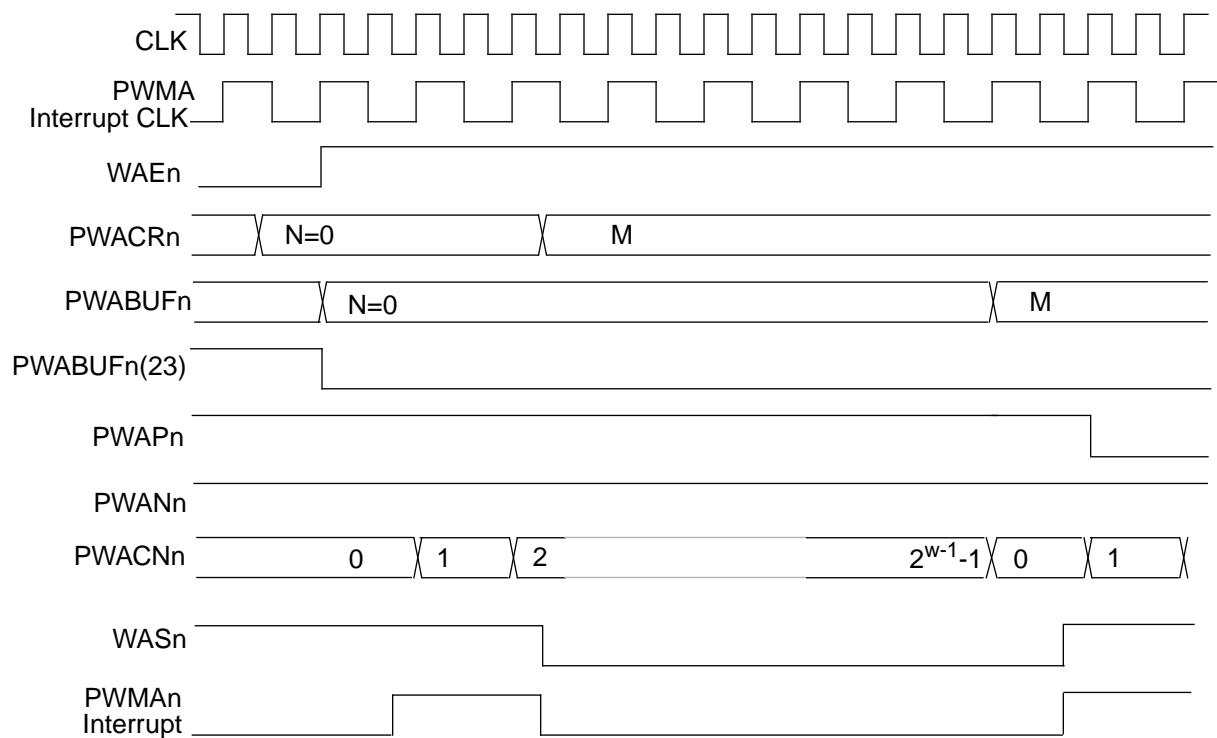 CLK
PWMA
Interrupt CLK
WAEn
PWACRn N=0 M
PWABUFn N=0 M
PWABUFn(23)
PWAPn
PWANn
PWACNn 0 1 2 2^w-1-1 0 1
WASn
PWMAn
Interrupt